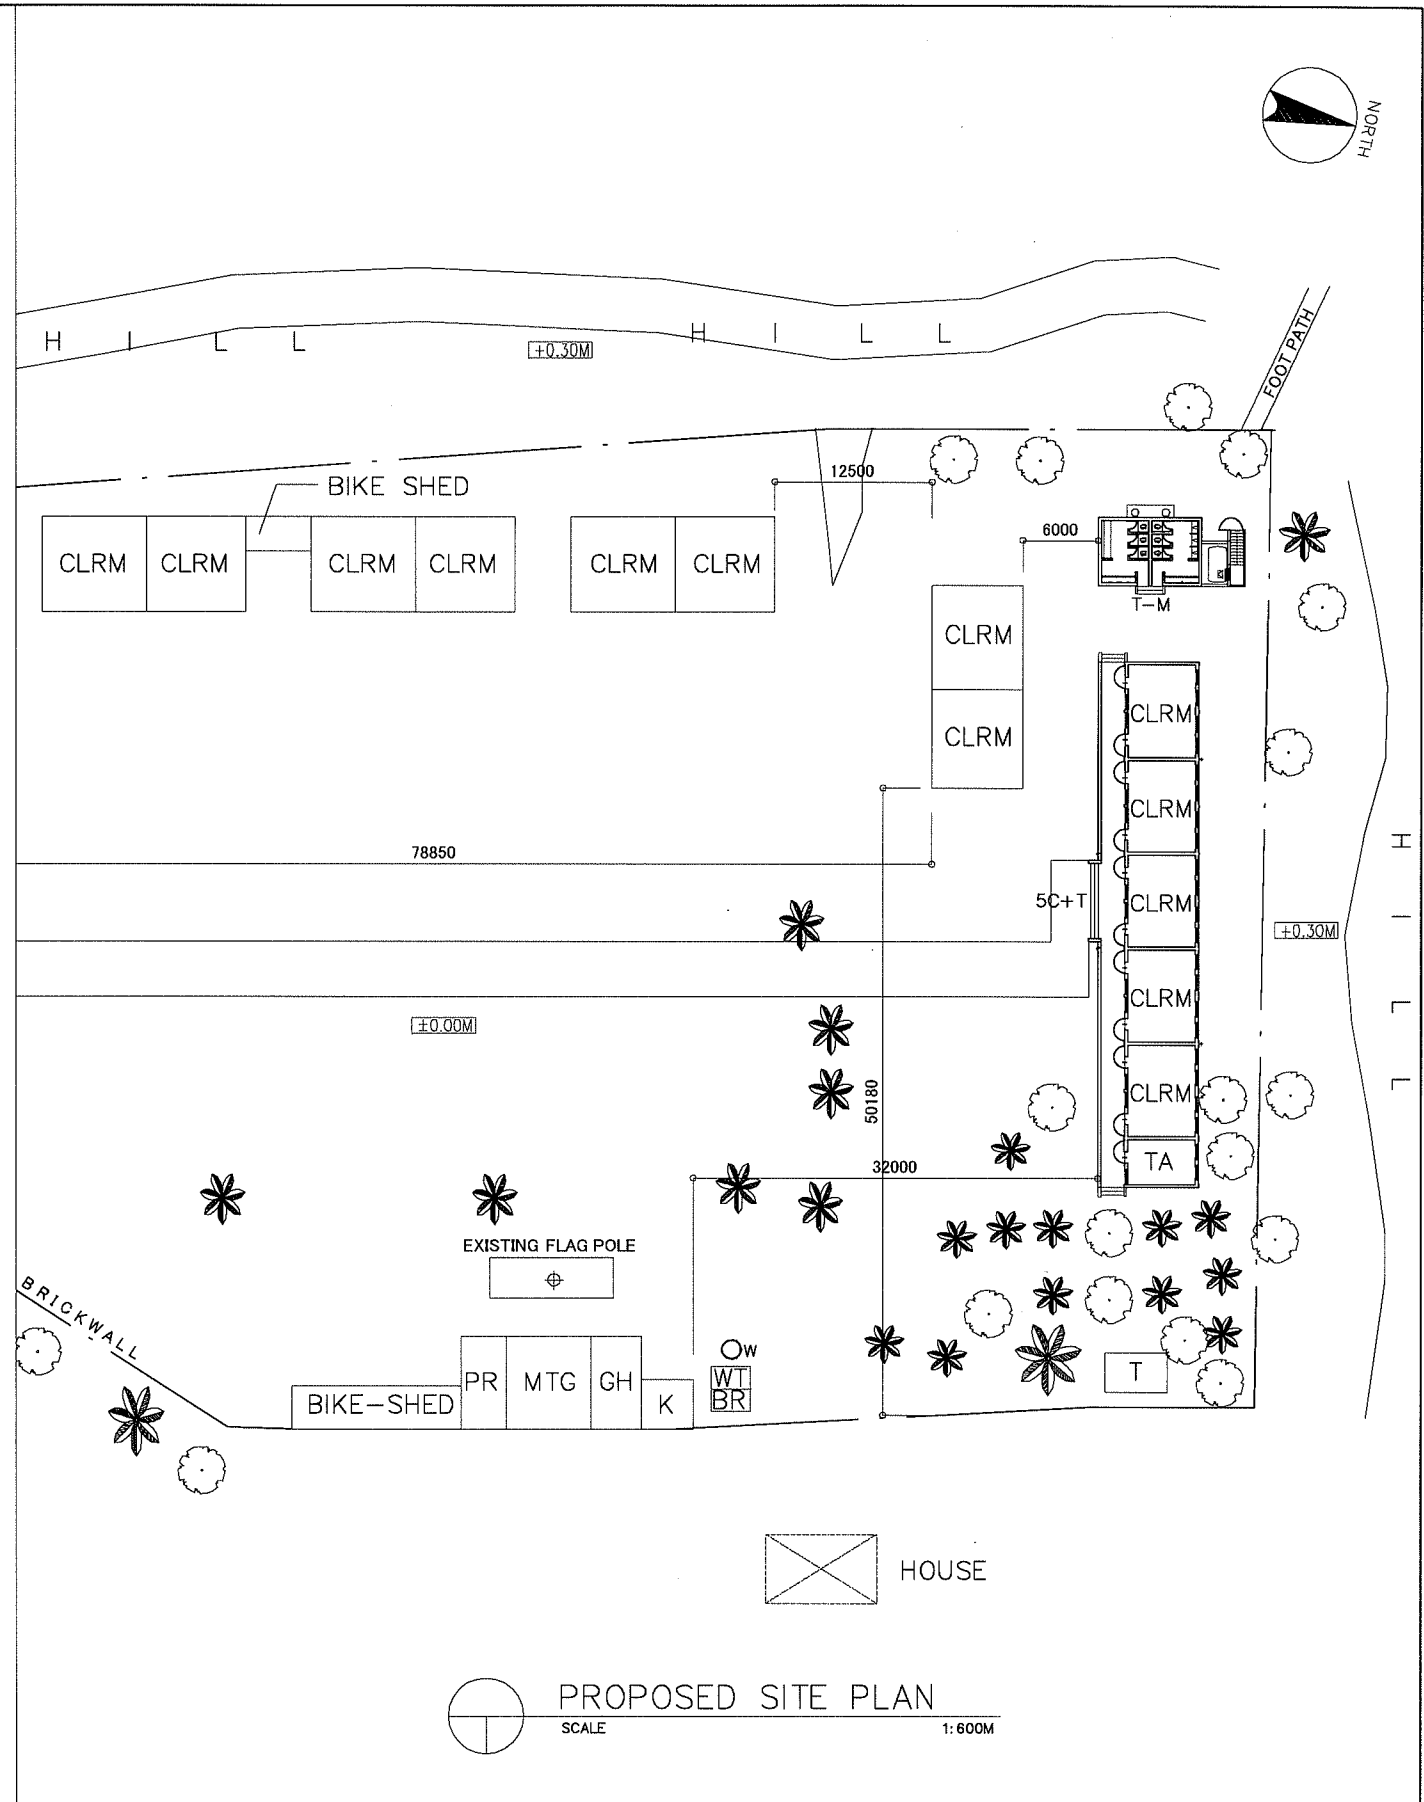 NORTH
H I L L
H I L L
+0.30M
FOOT PATH
12500
BIKE SHED
6000
CLRM CLRM CLRM CLRM CLRM CLRM
T-M
CLRM
CLRM
CLRM
CLRM
78850
H I L L
5C+T
CLRM
+0.30M
CLRM
±0.00M
50180
CLRM
TA
32000
EXISTING FLAG POLE
BRICKWALL
W
PR MTG GH
WT
BIKE-SHED
K
BR
T
HOUSE
PROPOSED SITE PLAN
SCALE 1:600M